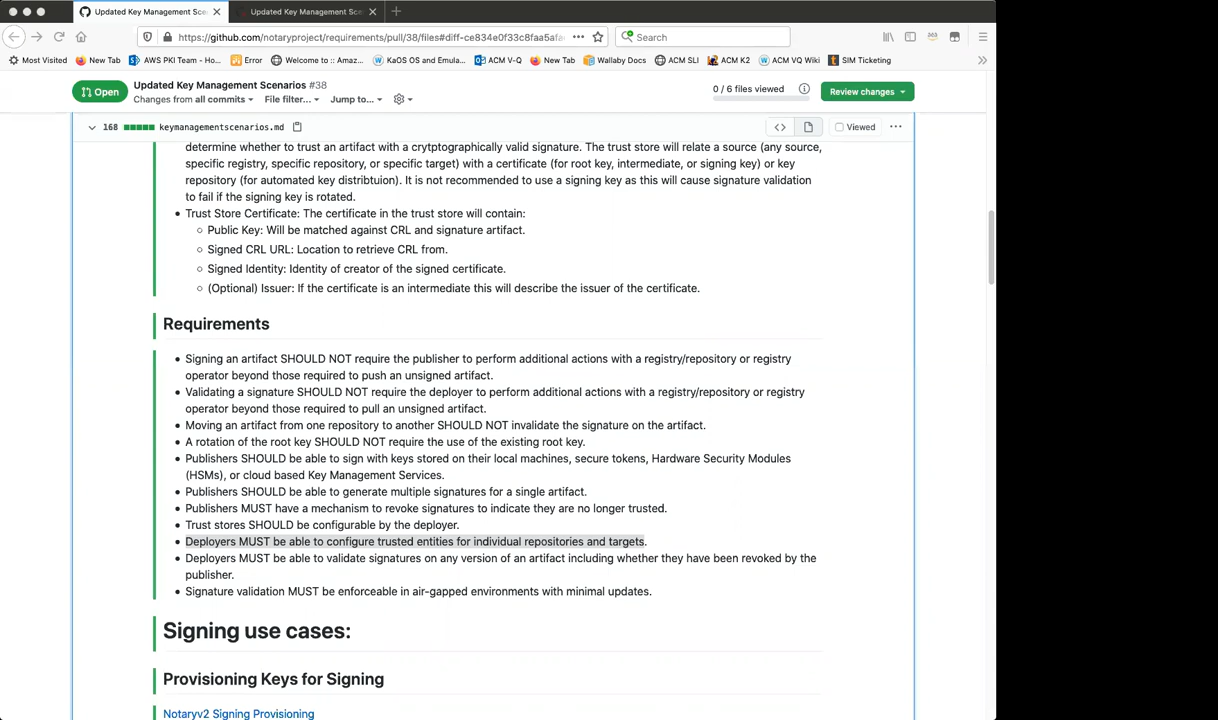 Updated Key Management Sce
Updated Key Management Sce
https://github.com/notaryproject/requirements/pull/38/files#diff-ce834e0f33c8faa5afa
Search
Most Visited
New Tab
AWS PKI Team - Ho...
Error
Welcome to :: Amaz...
KaOS OS and Emula...
ACM V-Q
New Tab
Wallaby Docs
ACM SLI
ACM K2
ACM VQ Wiki
SIM Ticketing
Open
Updated Key Management Scenarios #38
Changes from all commits
File filter...
Jump to...
0 / 6 files viewed
Review changes
168
keymanagementscenarios.md
Viewed
determine whether to trust an artifact with a cryptographically valid signature. The trust store will relate a source (any source,
specific registry, specific repository, or specific target) with a certificate (for root key, intermediate, or signing key) or key
repository (for automated key distribtuion). It is not recommended to use a signing key as this will cause signature validation
to fail if the signing key is rotated.
• Trust Store Certificate: The certificate in the trust store will contain:
○ Public Key: Will be matched against CRL and signature artifact.
○ Signed CRL URL: Location to retrieve CRL from.
○ Signed Identity: Identity of creator of the signed certificate.
○ (Optional) Issuer: If the certificate is an intermediate this will describe the issuer of the certificate.
Requirements
• Signing an artifact SHOULD NOT require the publisher to perform additional actions with a registry/repository or registry
operator beyond those required to push an unsigned artifact.
• Validating a signature SHOULD NOT require the deployer to perform additional actions with a registry/repository or registry
operator beyond those required to pull an unsigned artifact.
• Moving an artifact from one repository to another SHOULD NOT invalidate the signature on the artifact.
• A rotation of the root key SHOULD NOT require the use of the existing root key.
• Publishers SHOULD be able to sign with keys stored on their local machines, secure tokens, Hardware Security Modules
(HSMs), or cloud based Key Management Services.
• Publishers SHOULD be able to generate multiple signatures for a single artifact.
• Publishers MUST have a mechanism to revoke signatures to indicate they are no longer trusted.
• Trust stores SHOULD be configurable by the deployer.
• Deployers MUST be able to configure trusted entities for individual repositories and targets.
• Deployers MUST be able to validate signatures on any version of an artifact including whether they have been revoked by the
publisher.
• Signature validation MUST be enforceable in air-gapped environments with minimal updates.
Signing use cases:
Provisioning Keys for Signing
Notaryv2 Signing Provisioning